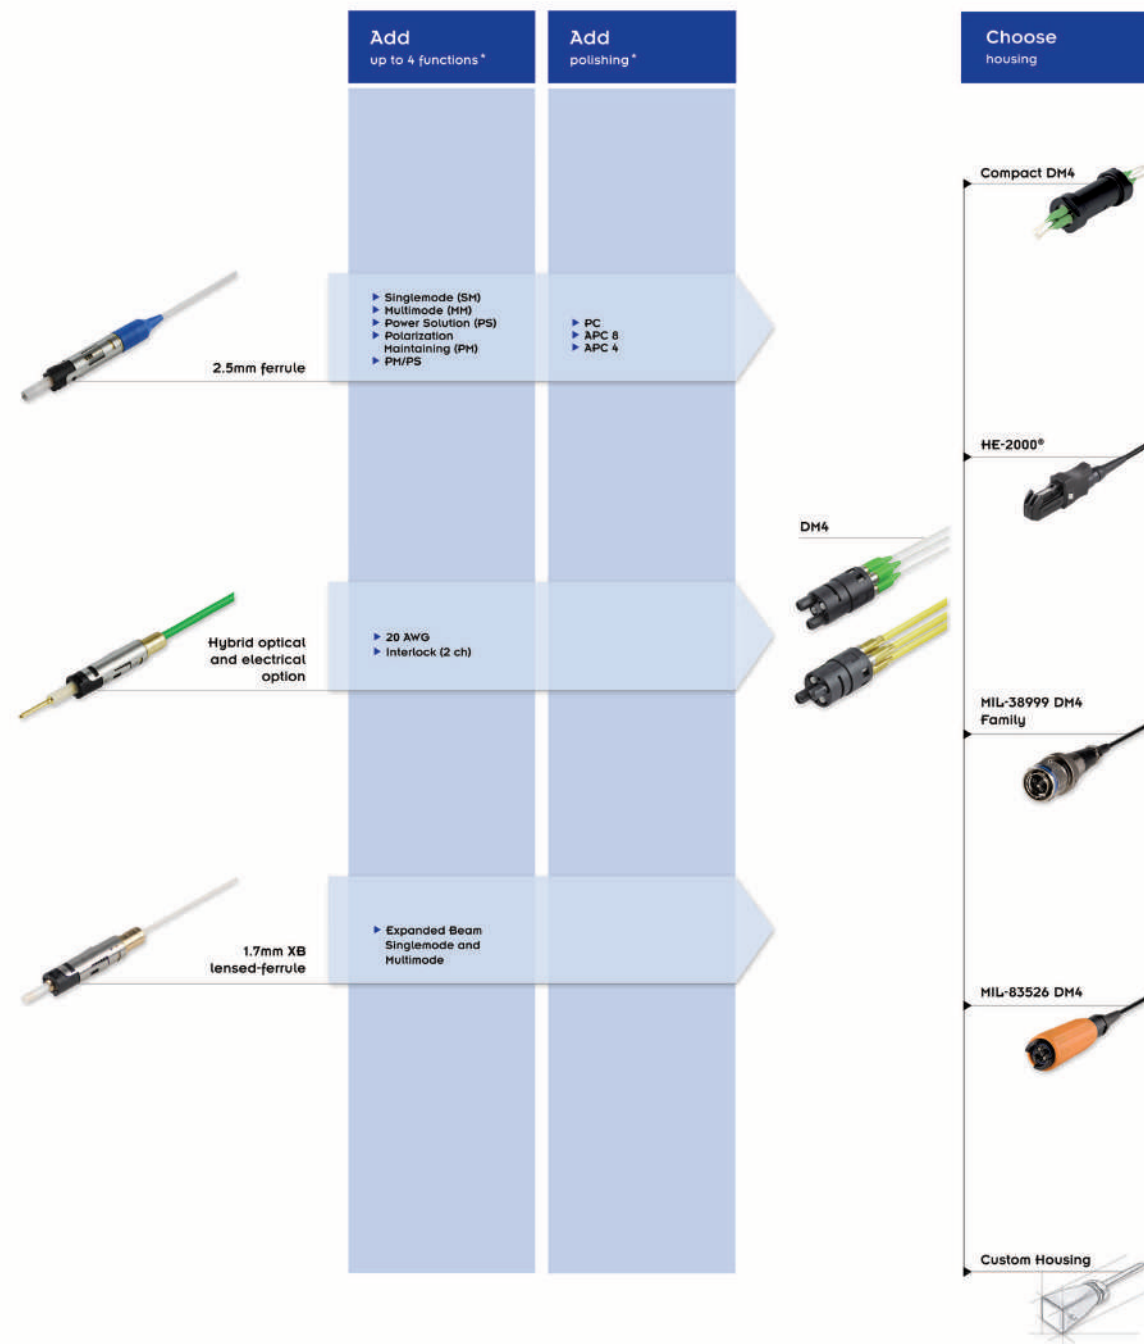 Add
up to 4 functions*
Add
polishing*
Choose
housing
Compact DM4
▶ Singlemode (SM)
▶ Multimode (MM)
▶ Power Solution (PS)
▶ Polarization
Maintaining (PM)
▶ PM/PS
▶ PC
▶ APC 8
▶ APC 4
2.5mm ferrule
HE-2000®
DM4
Hybrid optical
and electrical
option
▶ 20 AWG
▶ Interlock (2 ch)
MIL-38999 DM4
Family
1.7mm XB
lensed-ferrule
▶ Expanded Beam
Singlemode and
Multimode
MIL-83526 DM4
Custom Housing